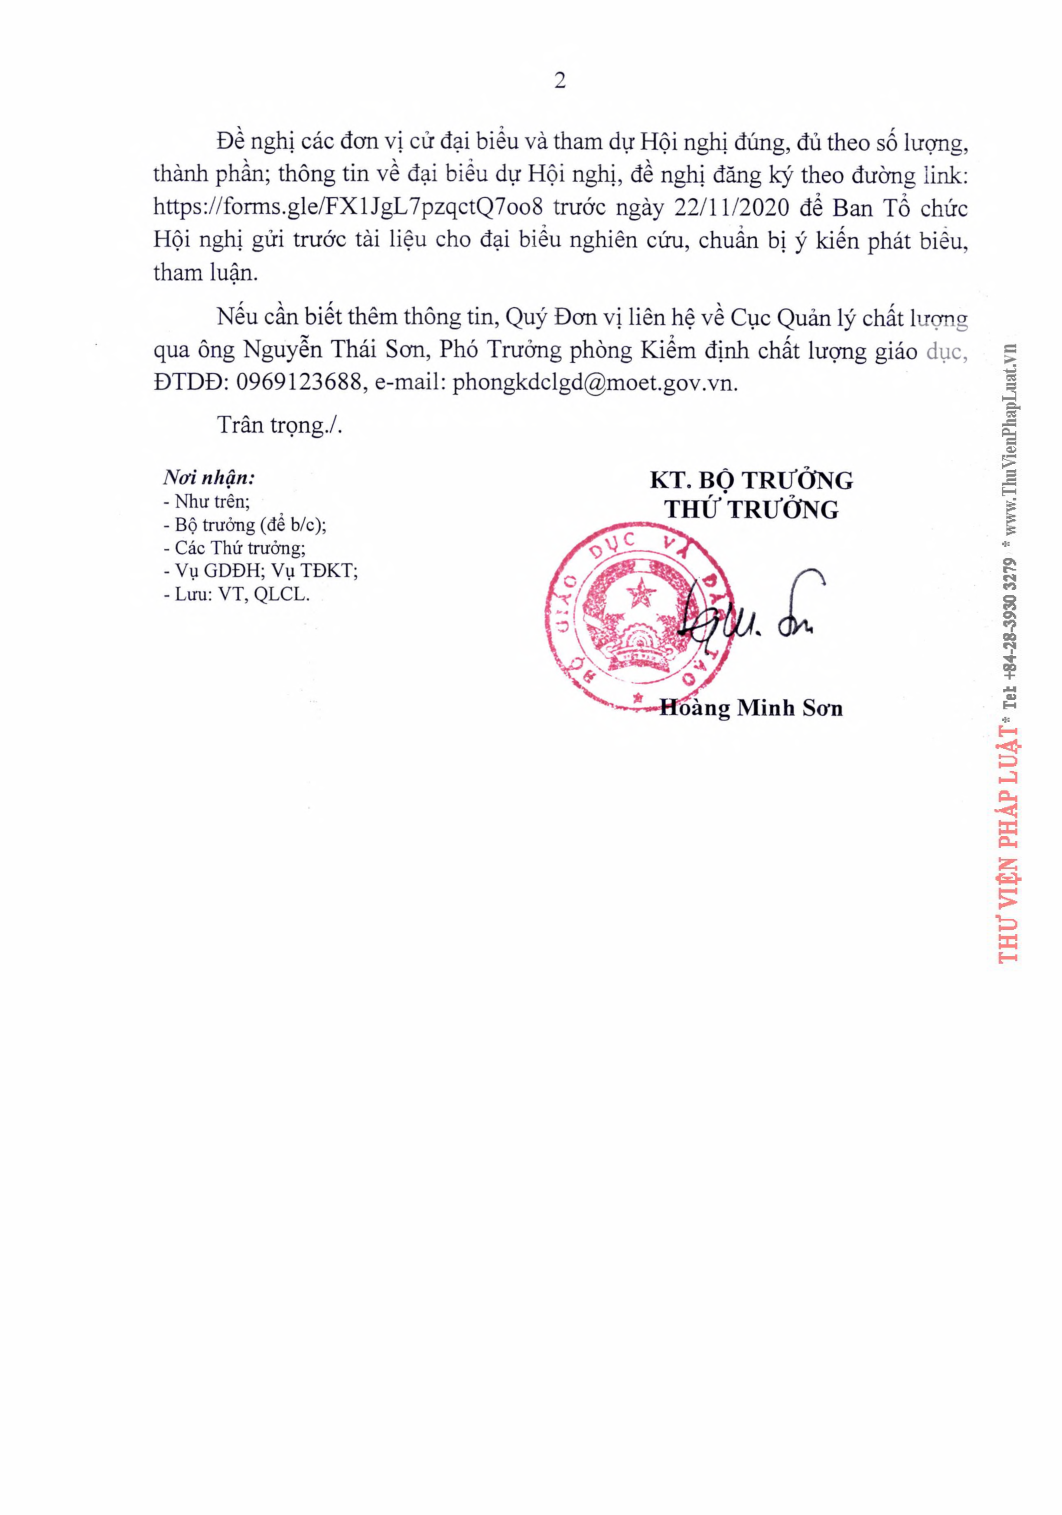 2
Đề nghị các đơn vị cử đại biểu và tham dự Hội nghị đúng, đủ theo số lượng,
thành phần; thông tin về đại biểu dự Hội nghị, đề nghị đăng ký theo đường link:
https://forms.gle/FX1JgL7pzqctQ7oo8 trước ngày 22/11/2020 để Ban Tổ chức
Hội nghị gửi trước tài liệu cho đại biểu nghiên cứu, chuẩn bị ý kiến phát biểu,
tham luận.
Nếu cần biết thêm thông tin, Quý Đơn vị liên hệ về Cục Quản lý chất lượng
qua ông Nguyễn Thái Sơn, Phó Trưởng phòng Kiểm định chất lượng giáo dục,
ĐTDĐ: 0969123688, e-mail: phongkdclgd@moet.gov.vn.
Trân trọng./.
Nơi nhận:
- Như trên;
- Bộ trưởng (để b/c);
- Các Thứ trưởng;
- Vụ GDĐH; Vụ TĐKT;
- Lưu: VT, QLCL.
KT. BỘ TRƯỞNG
THỨ TRƯỞNG
BỘ GIÁO DỤC VÀ ĐÀO TẠO
Hoàng Minh Sơn
THƯ VIỆN PHÁP LUẬT * Tel: +84-28-3930 3279 * www.ThuVienPhapLuat.vn